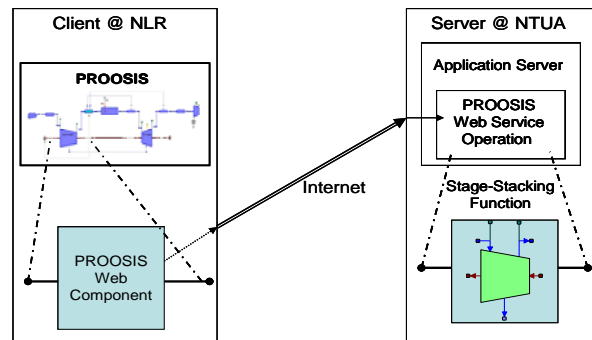 Client @ NLR
PROOSIS
PROOSIS
Web
Component
Internet
Server @ NTUA
Application Server
PROOSIS
Web Service
Operation
Stage-Stacking
Function